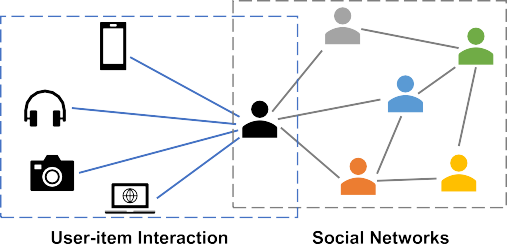 User-item Interaction
Social Networks